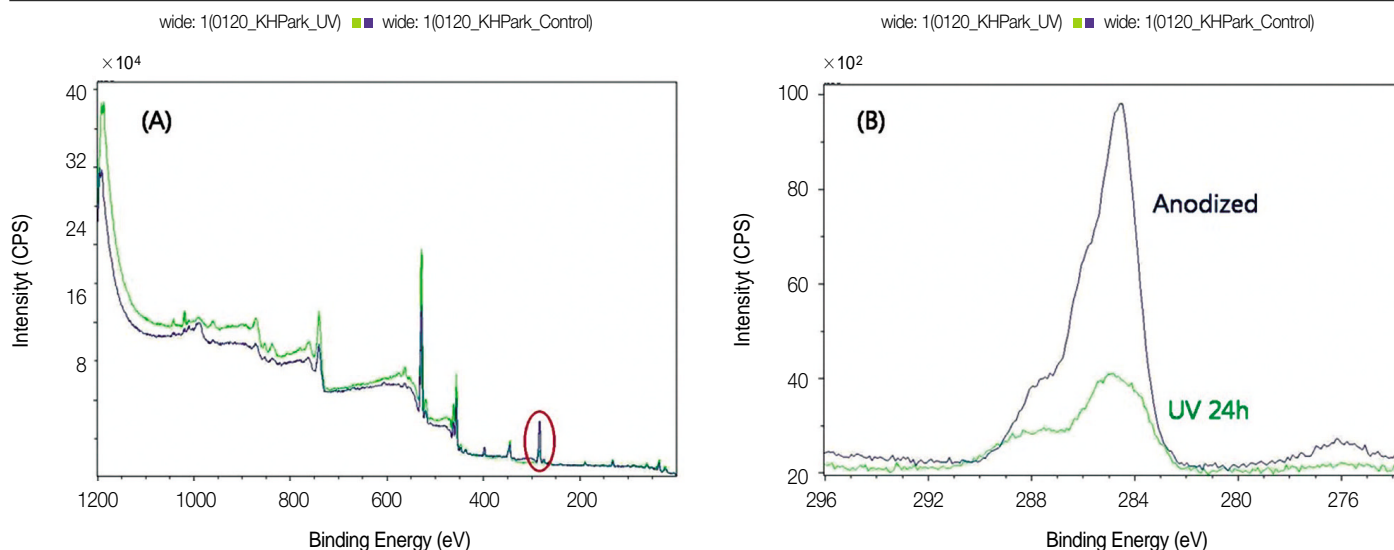 wide: 1(0120_KHPark_UV) wide: 1(0120_KHPark_Control)
×10⁴
40
32
24
16
8
(A)
Intensityt (CPS)
1200 1000 800 600 400 200
Binding Energy (eV)
wide: 1(0120_KHPark_UV) wide: 1(0120_KHPark_Control)
×10²
100
80
60
40
20
(B)
Anodized
UV 24h
Intensityt (CPS)
296 292 288 284 280 276
Binding Energy (eV)